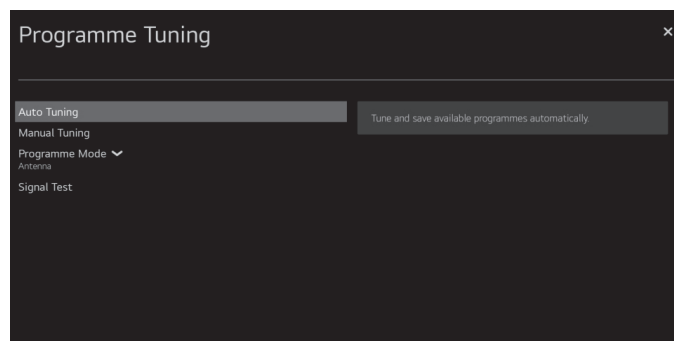 Programme Tuning
Auto Tuning
Tune and save available programmes automatically.
Manual Tuning
Programme Mode
Antenna
Signal Test